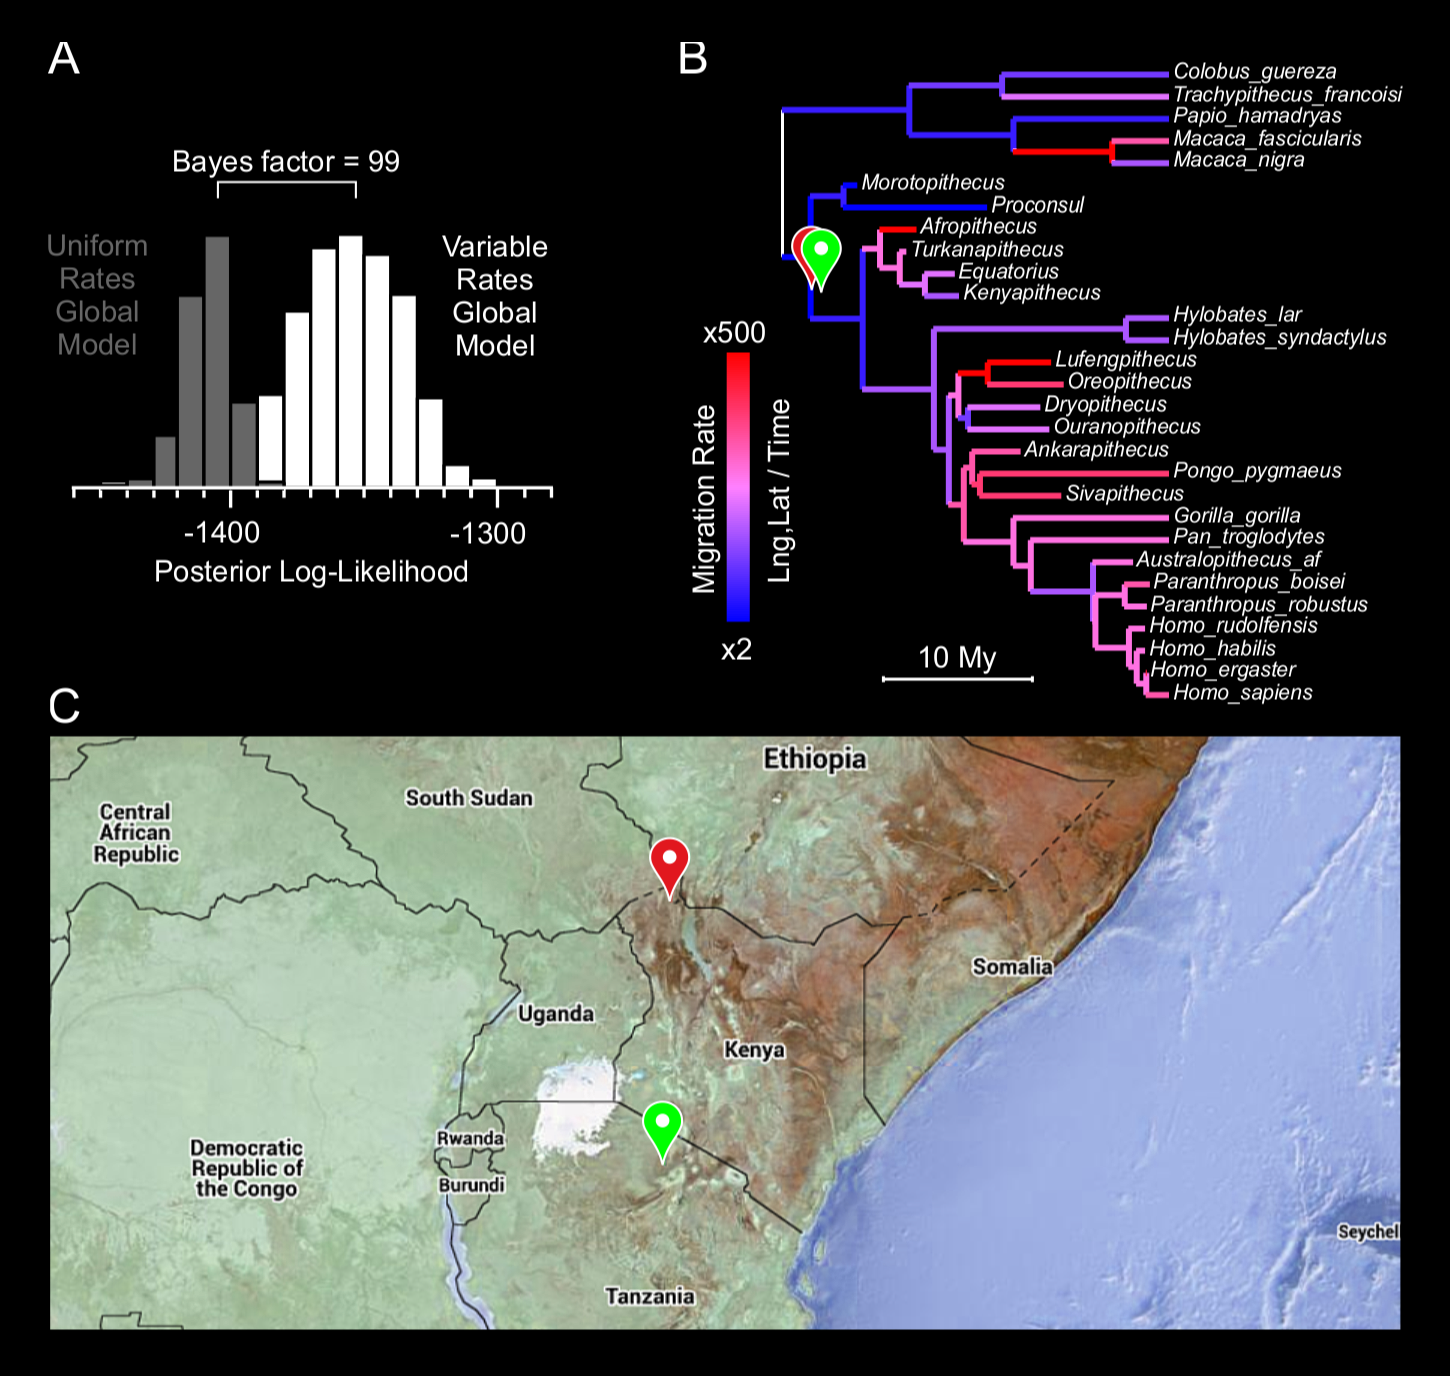 A
Bayes factor = 99
Uniform
Rates
Global
Model
Variable
Rates
Global
Model
-1400
-1300
Posterior Log-Likelihood
B
Colobus_guereza
Trachypithecus_francoisi
Papio_hamadryas
Macaca_fascicularis
Macaca_nigra
Morotopithecus
Proconsul
Afropithecus
Turkanapithecus
Equatorius
Kenyapithecus
Hylobates_lar
Hylobates_syndactylus
Lufengpithecus
Oreopithecus
Dryopithecus
Ouranopithecus
Ankarapithecus
Pongo_pygmaeus
Sivapithecus
Gorilla_gorilla
Pan_troglodytes
Australopithecus_af
Paranthropus_boisei
Paranthropus_robustus
Homo_rudolfensis
Homo_habilis
Homo_ergaster
Homo_sapiens
x500
Migration Rate
Lng,Lat / Time
x2
10 My
C
Ethiopia
South Sudan
Central
African
Republic
Somalia
Uganda
Kenya
Rwanda
Democratic
Republic of
the Congo
Burundi
Seychel
Tanzania